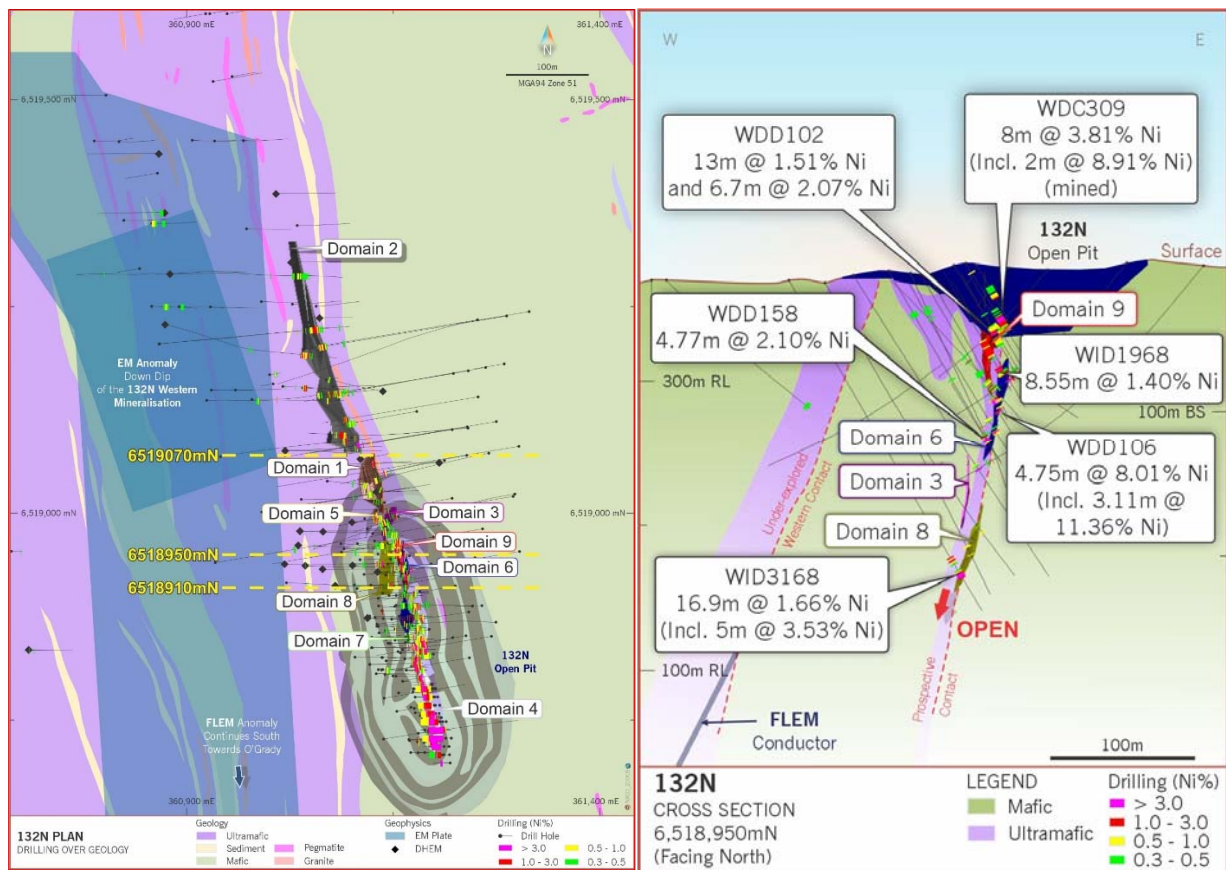 360,900 mE
361,400 mE
N
100m
MGA94 Zone 51
6,519,500 mN
6,519,500 mN
Domain 2
EM Anomaly
Down Dip
of the 132N Western
Mineralisation
6519070mN
Domain 1
6,519,000 mN
Domain 5
Domain 3
6,519,000 mN
Domain 9
6518950mN
Domain 6
6518910mN
Domain 8
Domain 7
132N
Open Pit
Domain 4
FLEM Anomaly
Continues South
Towards O'Grady
360,900 mE
361,400 mE
132N PLAN
DRILLING OVER GEOLOGY
Geology
Ultramafic
Sediment
Mafic
Pegmatite
Granite
Geophysics
EM Plate
DHEM
Drilling (Ni%)
Drill Hole
> 3.0
1.0 - 3.0
0.5 - 1.0
0.3 - 0.5
W
E
WDD102
13m @ 1.51% Ni
and 6.7m @ 2.07% Ni
WDC309
8m @ 3.81% Ni
(Incl. 2m @ 8.91% Ni)
(mined)
132N
Open Pit
Surface
WDD158
4.77m @ 2.10% Ni
Domain 9
WID1968
8.55m @ 1.40% Ni
300m RL
100m BS
Domain 6
WDD106
4.75m @ 8.01% Ni
(Incl. 3.11m @
11.36% Ni)
Domain 3
Under-explored
Western Contact
Domain 8
WID3168
16.9m @ 1.66% Ni
(Incl. 5m @ 3.53% Ni)
OPEN
100m RL
Prospective
Contact
FLEM
Conductor
100m
132N
CROSS SECTION
6,518,950mN
(Facing North)
LEGEND
Mafic
Ultramafic
Drilling (Ni%)
> 3.0
1.0 - 3.0
0.5 - 1.0
0.3 - 0.5